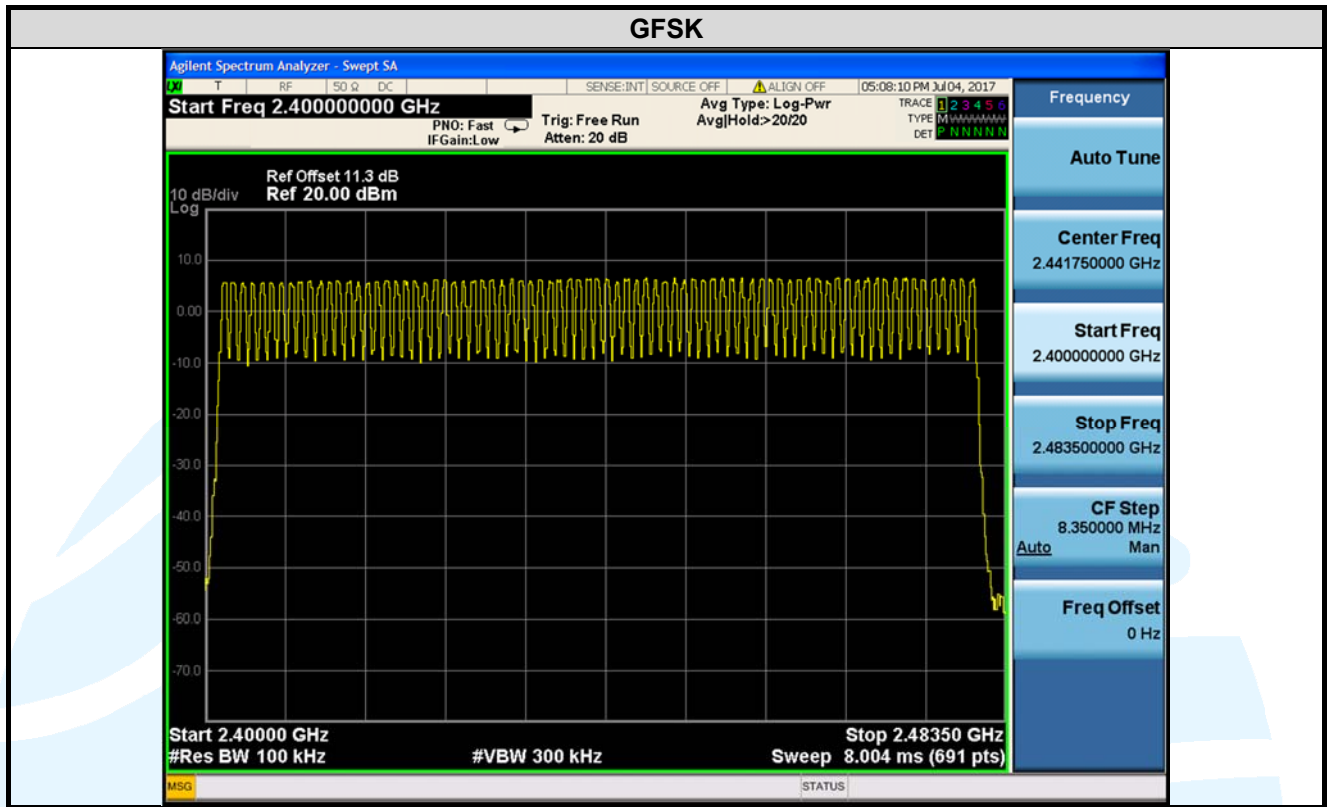 GFSK
Agilent Spectrum Analyzer - Swept SA
LXI T RF 50 Ω DC SENSE:INT SOURCE OFF ALIGN OFF 05:08:10 PM Jul 04, 2017
Start Freq 2.400000000 GHz
PNO: Fast
IFGain:Low
Trig: Free Run
Atten: 20 dB
Avg Type: Log-Pwr
Avg|Hold:>20/20
TRACE 1 2 3 4 5 6
TYPE M
DET P N N N N N
Ref Offset 11.3 dB
10 dB/div Ref 20.00 dBm
Log
10.0
0.00
-10.0
-20.0
-30.0
-40.0
-50.0
-60.0
-70.0
Start 2.40000 GHz Stop 2.48350 GHz
#Res BW 100 kHz #VBW 300 kHz Sweep 8.004 ms (691 pts)
MSG STATUS
Frequency
Auto Tune
Center Freq
2.441750000 GHz
Start Freq
2.400000000 GHz
Stop Freq
2.483500000 GHz
CF Step
8.350000 MHz
Auto Man
Freq Offset
0 Hz